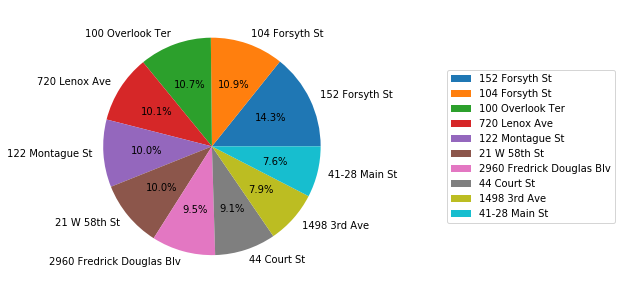 100 Overlook Ter
104 Forsyth St
720 Lenox Ave
152 Forsyth St
122 Montague St
41-28 Main St
21 W 58th St
1498 3rd Ave
2960 Fredrick Douglas Blv
44 Court St
10.7%
10.9%
10.1%
14.3%
10.0%
7.6%
10.0%
7.9%
9.5%
9.1%
152 Forsyth St
104 Forsyth St
100 Overlook Ter
720 Lenox Ave
122 Montague St
21 W 58th St
2960 Fredrick Douglas Blv
44 Court St
1498 3rd Ave
41-28 Main St